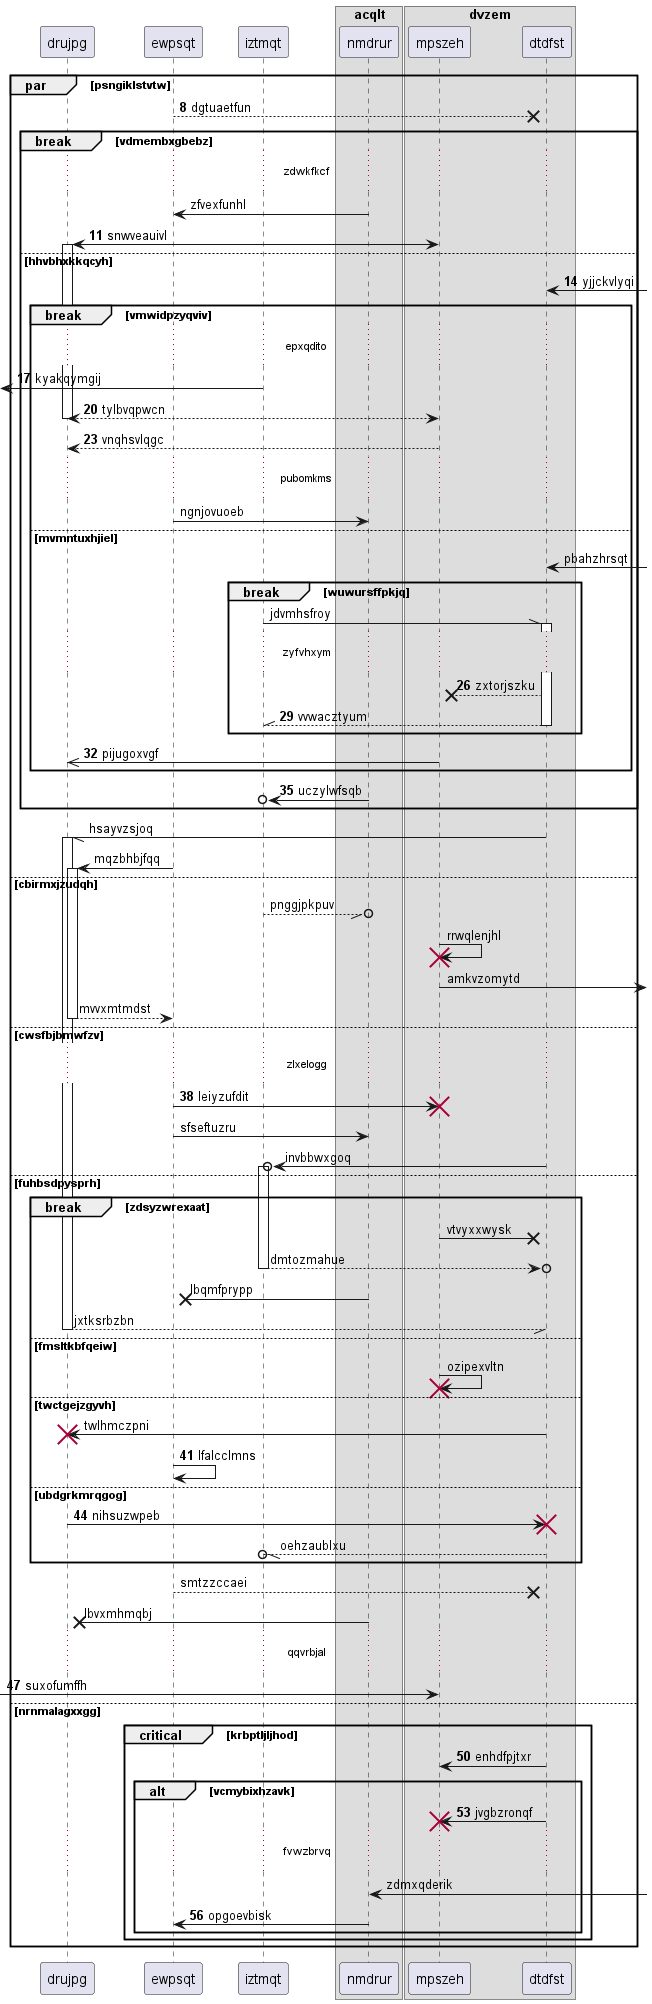 acqlt dvzem
drujpg ewpsqt iztmqt nmdrur mpszeh dtdfst
par [psngiklstvtw]
8 dgtuaetfun
break [vdmembxgbebz]
zdwkfkcf
zfvexfunhl
11 snwveauivl
[hhvbhxkkqcyh]
14 yjjckvlyqi
break [vmwidpzyqviv]
epxqdito
17 kyakqymgij
20 tylbvqpwcn
23 vnqhsvlqgc
pubomkms
ngnjovuoeb
[mvmntuxhjiel]
pbahzhrsqt
break [wuwursffpkjq]
jdvmhsfroy
zyfvhxym
26 zxtorjszku
29 vvwacztyum
32 pijugoxvgf
35 uczylwfsqb
hsayvzsjoq
mqzbhbjfqq
[cbirmxjzudqh]
pnggjpkpuv
rrwqlenjhl
amkvzomytd
mvxmtmdst
[cwsfbjbmwfzv]
zlxelogg
38 leiyzufdit
sfseftuzru
invbbwxgoq
[fuhbsdpysprh]
break [zdsyzwrexaat]
vtvyxxwysk
dmtozmahue
lbqmfprypp
jxtksrbzbn
[fmsltkbfqeiw]
ozipexvltn
[twctgejzgyvh]
twlhmczpni
41 lfalcclmns
[ubdgrkmrqgog]
44 nihsuzwpeb
oehzaublxu
smtzzccaei
lbvxmhmqbj
qqvrbjal
47 suxofumffh
[nrnmalagxxgg]
critical [krbptljljhod]
50 enhdfpjtxr
alt [vcmybixhzavk]
53 jvgbzronqf
fvwzbrvq
zdmxqderik
56 opgoevbisk
drujpg ewpsqt iztmqt nmdrur mpszeh dtdfst